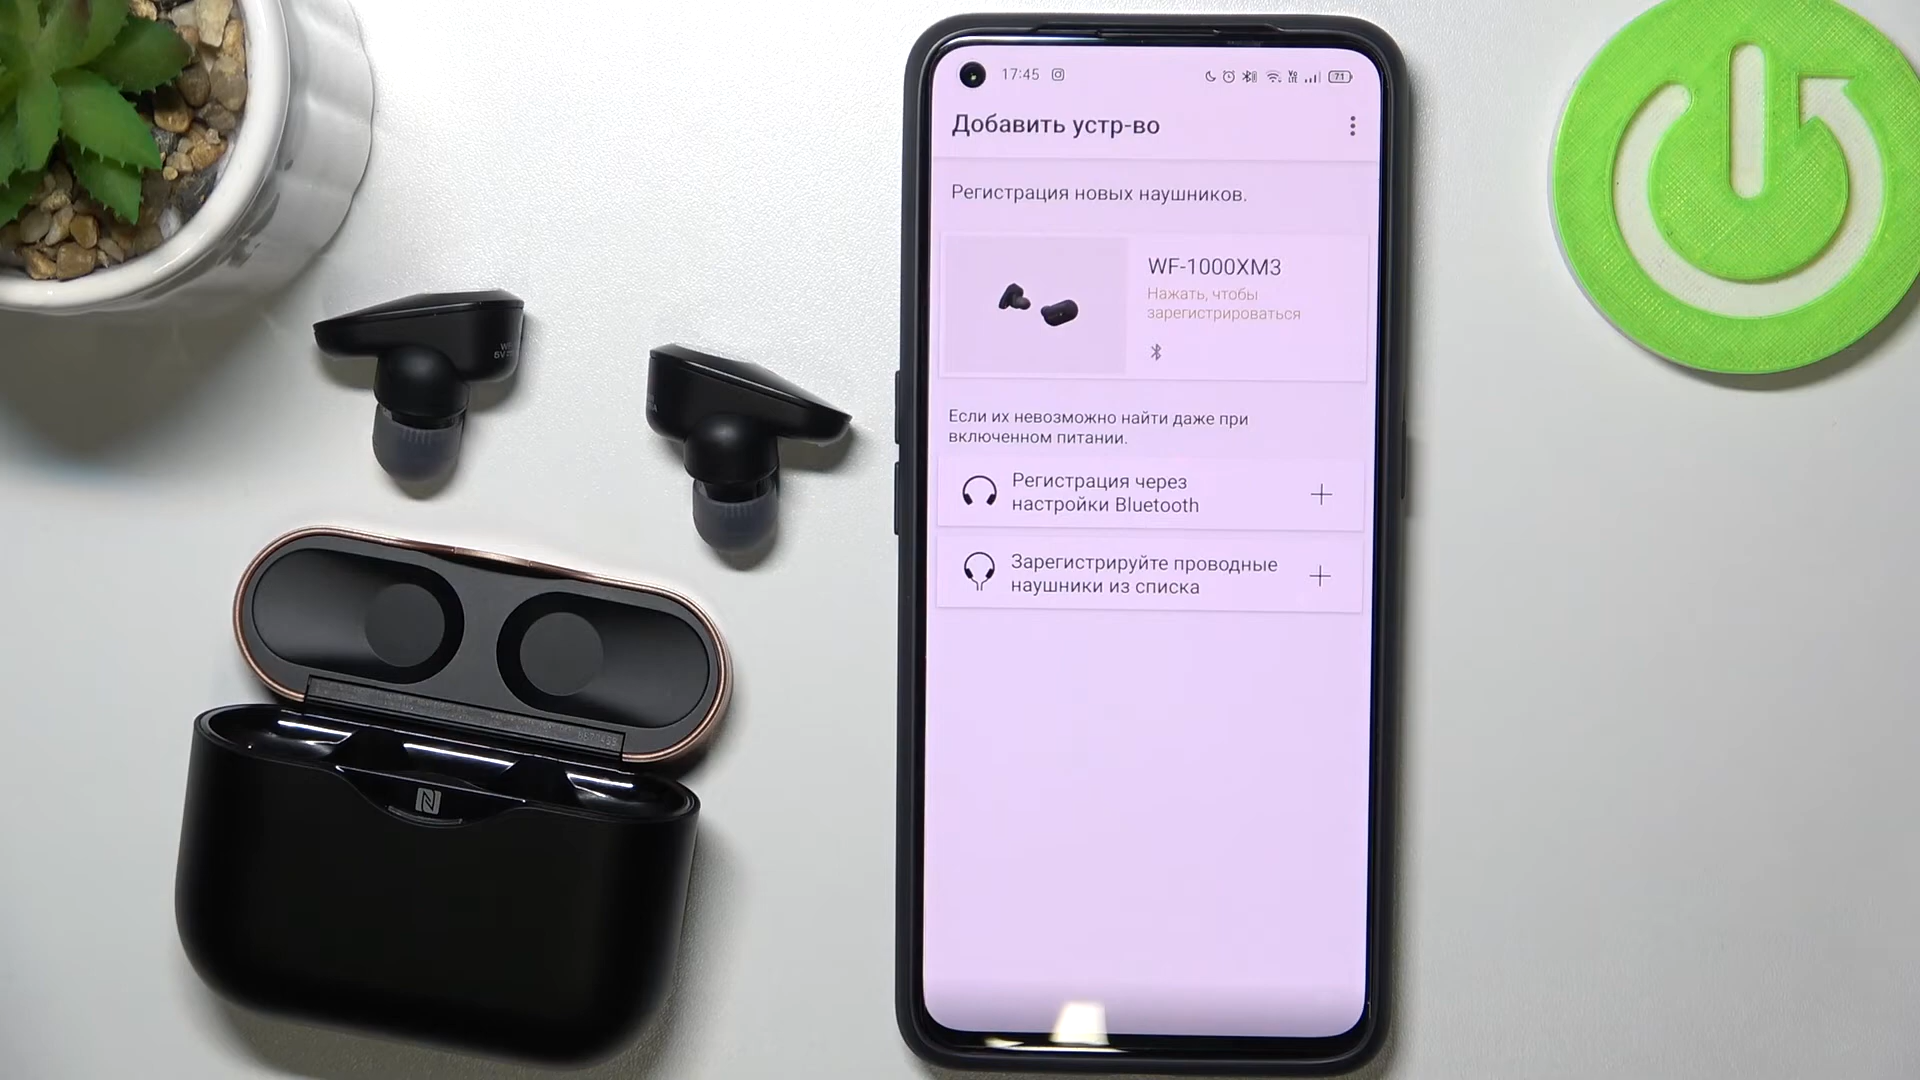 17:45
71
Добавить устр-во
Регистрация новых наушников.
WF-1000XM3
Нажать, чтобы
зарегистрироваться
Если их невозможно найти даже при
включенном питании.
Регистрация через
настройки Bluetooth
Зарегистрируйте проводные
наушники из списка